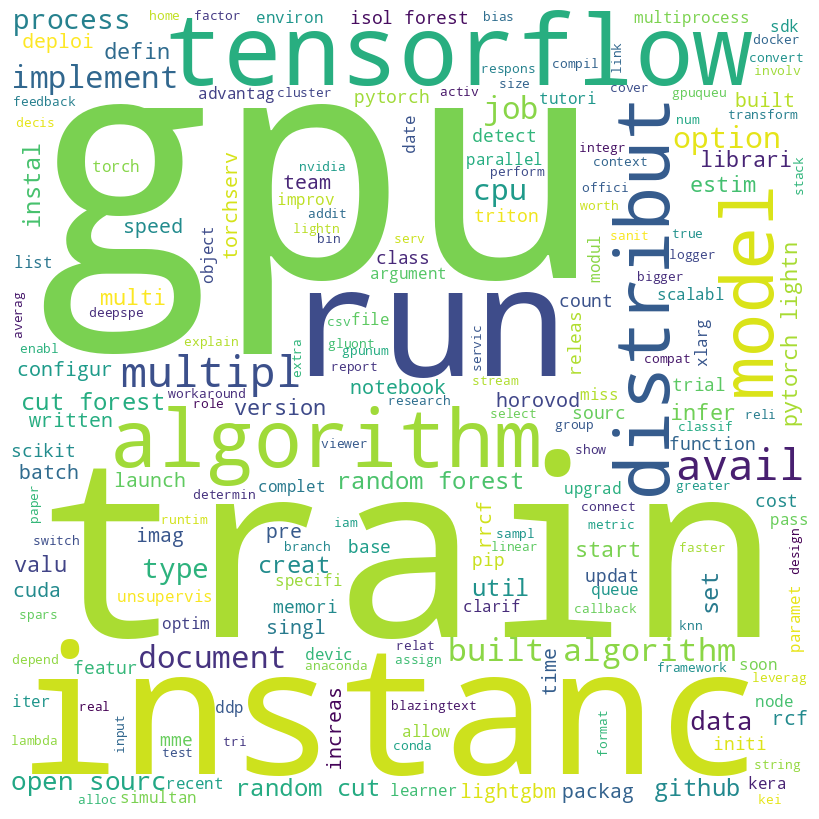 home
factor
environ
isol forest
bias
multiprocess
sdk
process
tensorflow
link
docker
deploi
defin
respons
compil
convert
implement
size
cover
involv
feedback
advantag
cluster
pytorch
activ
tutori
gpuqueu
built
decis
gpu
job
num
transform
date
detect
integr
option
torch
nvidia
parallel
context
librari
stack
instal
torchserv
team
cpu
perform
offici
distribut
estim
improv
addit
triton
worth
model
speed
lightn
serv
true
sanit
bin
modul
logger
list
object
class
run
bigger
argument
count
scalabl
multi
averag
deepspe
csv
file
releas
xlarg
pytorch lightn
enabl
explain
extra
gluont
gpunum
servic
compat
configur
multipl
report
stream
workaround
notebook
miss
trial
cut forest
role
research
select
reli
written
version
horovod
sourc
infer
classif
algorithm
group
function
scikit
viewer
show
avail
batch
launch
random forest
upgrad
greater
paper
determin
complet
cost
runtim
iam
train
connect
pass
switch
imag
pre
branch
base
rrcf
sampl
metric
start
faster
design
valu
type
creat
linear
pip
cuda
specifi
util
updat
set
unsupervis
memori
queue
paramet
spars
optim
singl
clarif
callback
knn
depend
document
relat
built algorithm
framework
soon
featur
devic
anaconda
assign
time
leverag
iter
real
ddp
instanc
node
increas
blazingtext
data
rcf
lambda
input
mme
tri
allow
format
initi
test
conda
string
open sourc
recent
random cut
learner
lightgbm
packag
github
kera
alloc
simultan
kei